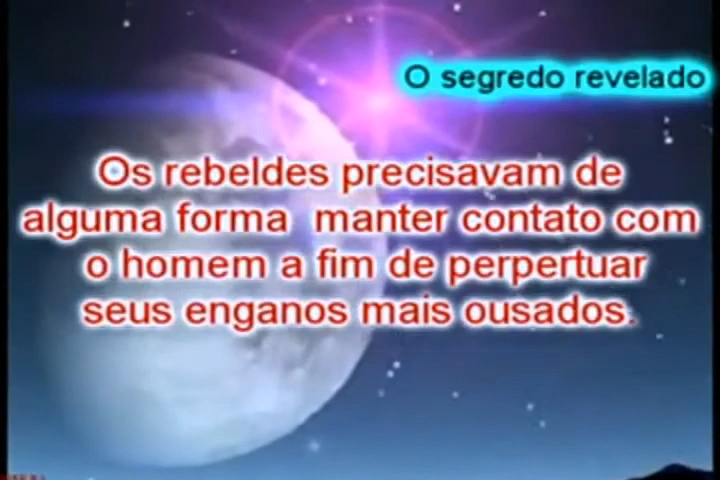 O segredo revelado
Os rebeldes precisavam de
alguma forma manter contato com
o homem a fim de perpertuar
seus enganos mais ousados.